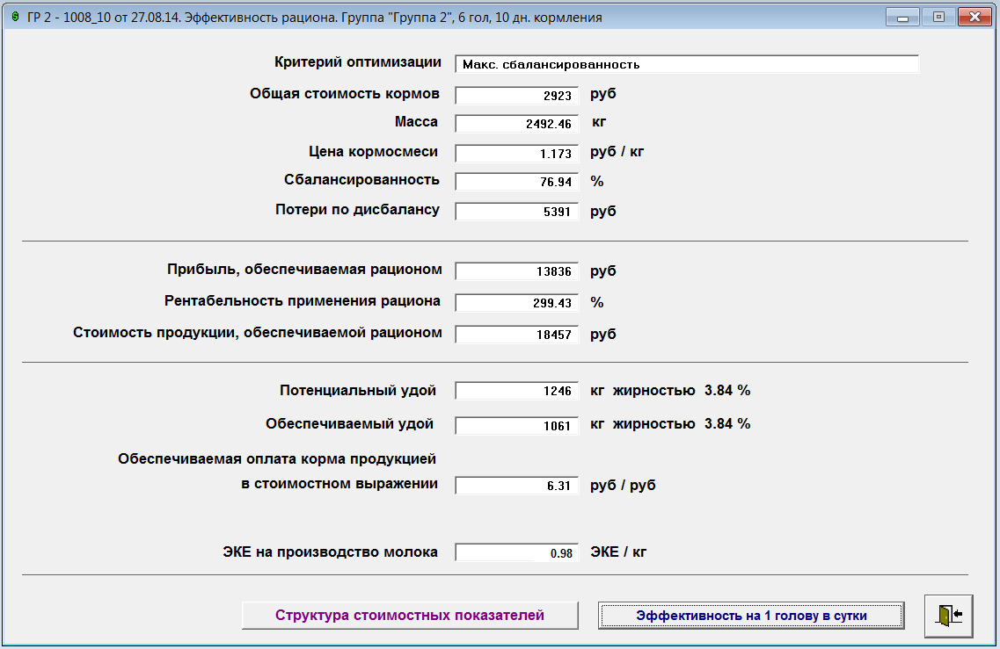 ГР 2 - 1008_10 от 27.08.14. Эффективность рациона. Группа "Группа 2", 6 гол, 10 дн. кормления
Критерий оптимизации Макс. сбалансированность
Общая стоимость кормов 2923 руб
Масса 2492.46 кг
Цена кормосмеси 1.173 руб / кг
Сбалансированность 76.94 %
Потери по дисбалансу 5391 руб
Прибыль, обеспечиваемая рационом 13836 руб
Рентабельность применения рациона 299.43 %
Стоимость продукции, обеспечиваемой рационом 18457 руб
Потенциальный удой 1246 кг жирностью 3.84 %
Обеспечиваемый удой 1061 кг жирностью 3.84 %
Обеспечиваемая оплата корма продукцией
в стоимостном выражении 6.31 руб / руб
ЭКЕ на производство молока 0.98 ЭКЕ / кг
Структура стоимостных показателей Эффективность на 1 голову в сутки